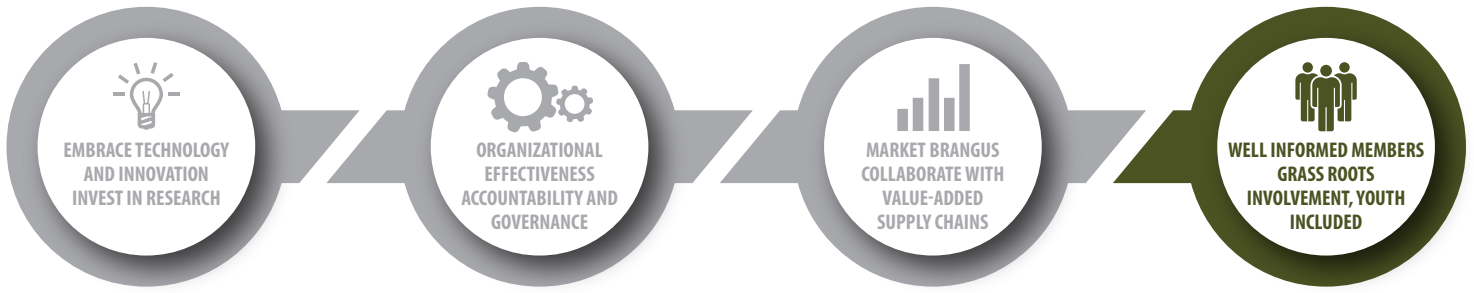 EMBRACE TECHNOLOGY
AND INNOVATION
INVEST IN RESEARCH
ORGANIZATIONAL
EFFECTIVENESS
ACCOUNTABILITY AND
GOVERNANCE
MARKET BRANGUS
COLLABORATE WITH
VALUE-ADDED
SUPPLY CHAINS
WELL INFORMED MEMBERS
GRASS ROOTS
INVOLVEMENT, YOUTH
INCLUDED